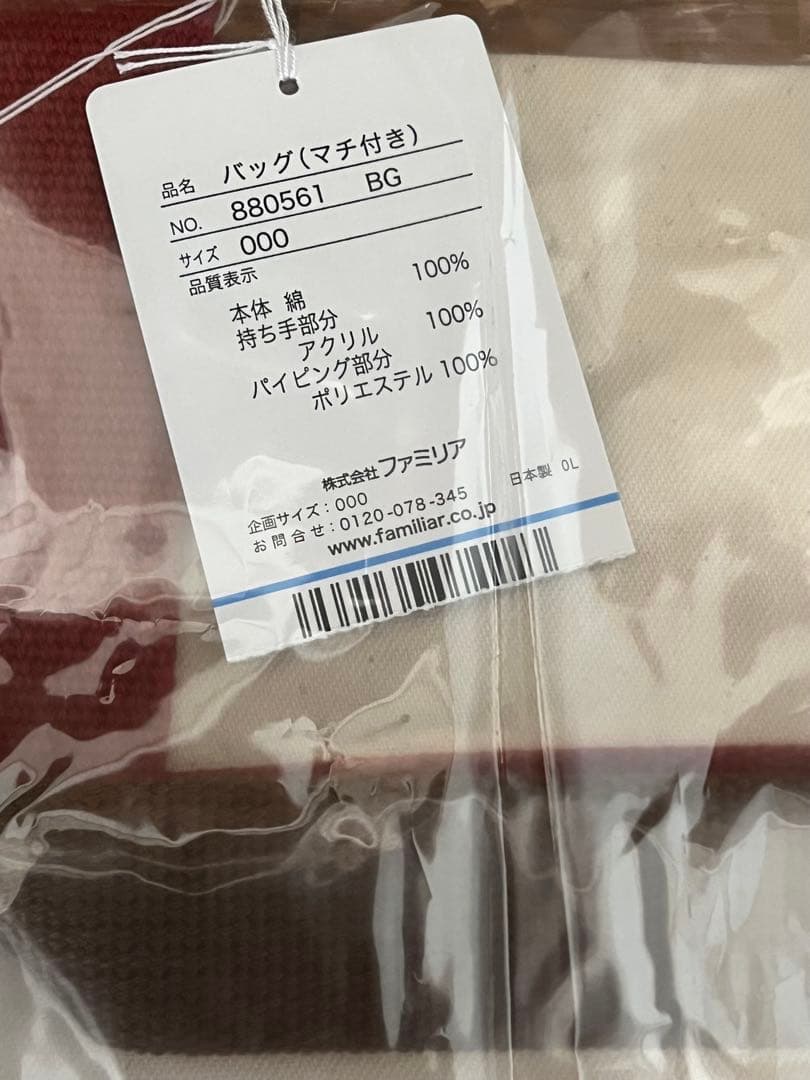 品名 バッグ(マチ付き)
NO. 880561 BG
サイズ 000
品質表示
本体 綿 100%
持ち手部分
アクリル 100%
パイピング部分
ポリエステル 100%
株式会社ファミリア
企画サイズ:000 日本製 0L
お問合せ:0120-078-345
www.familiar.co.jp